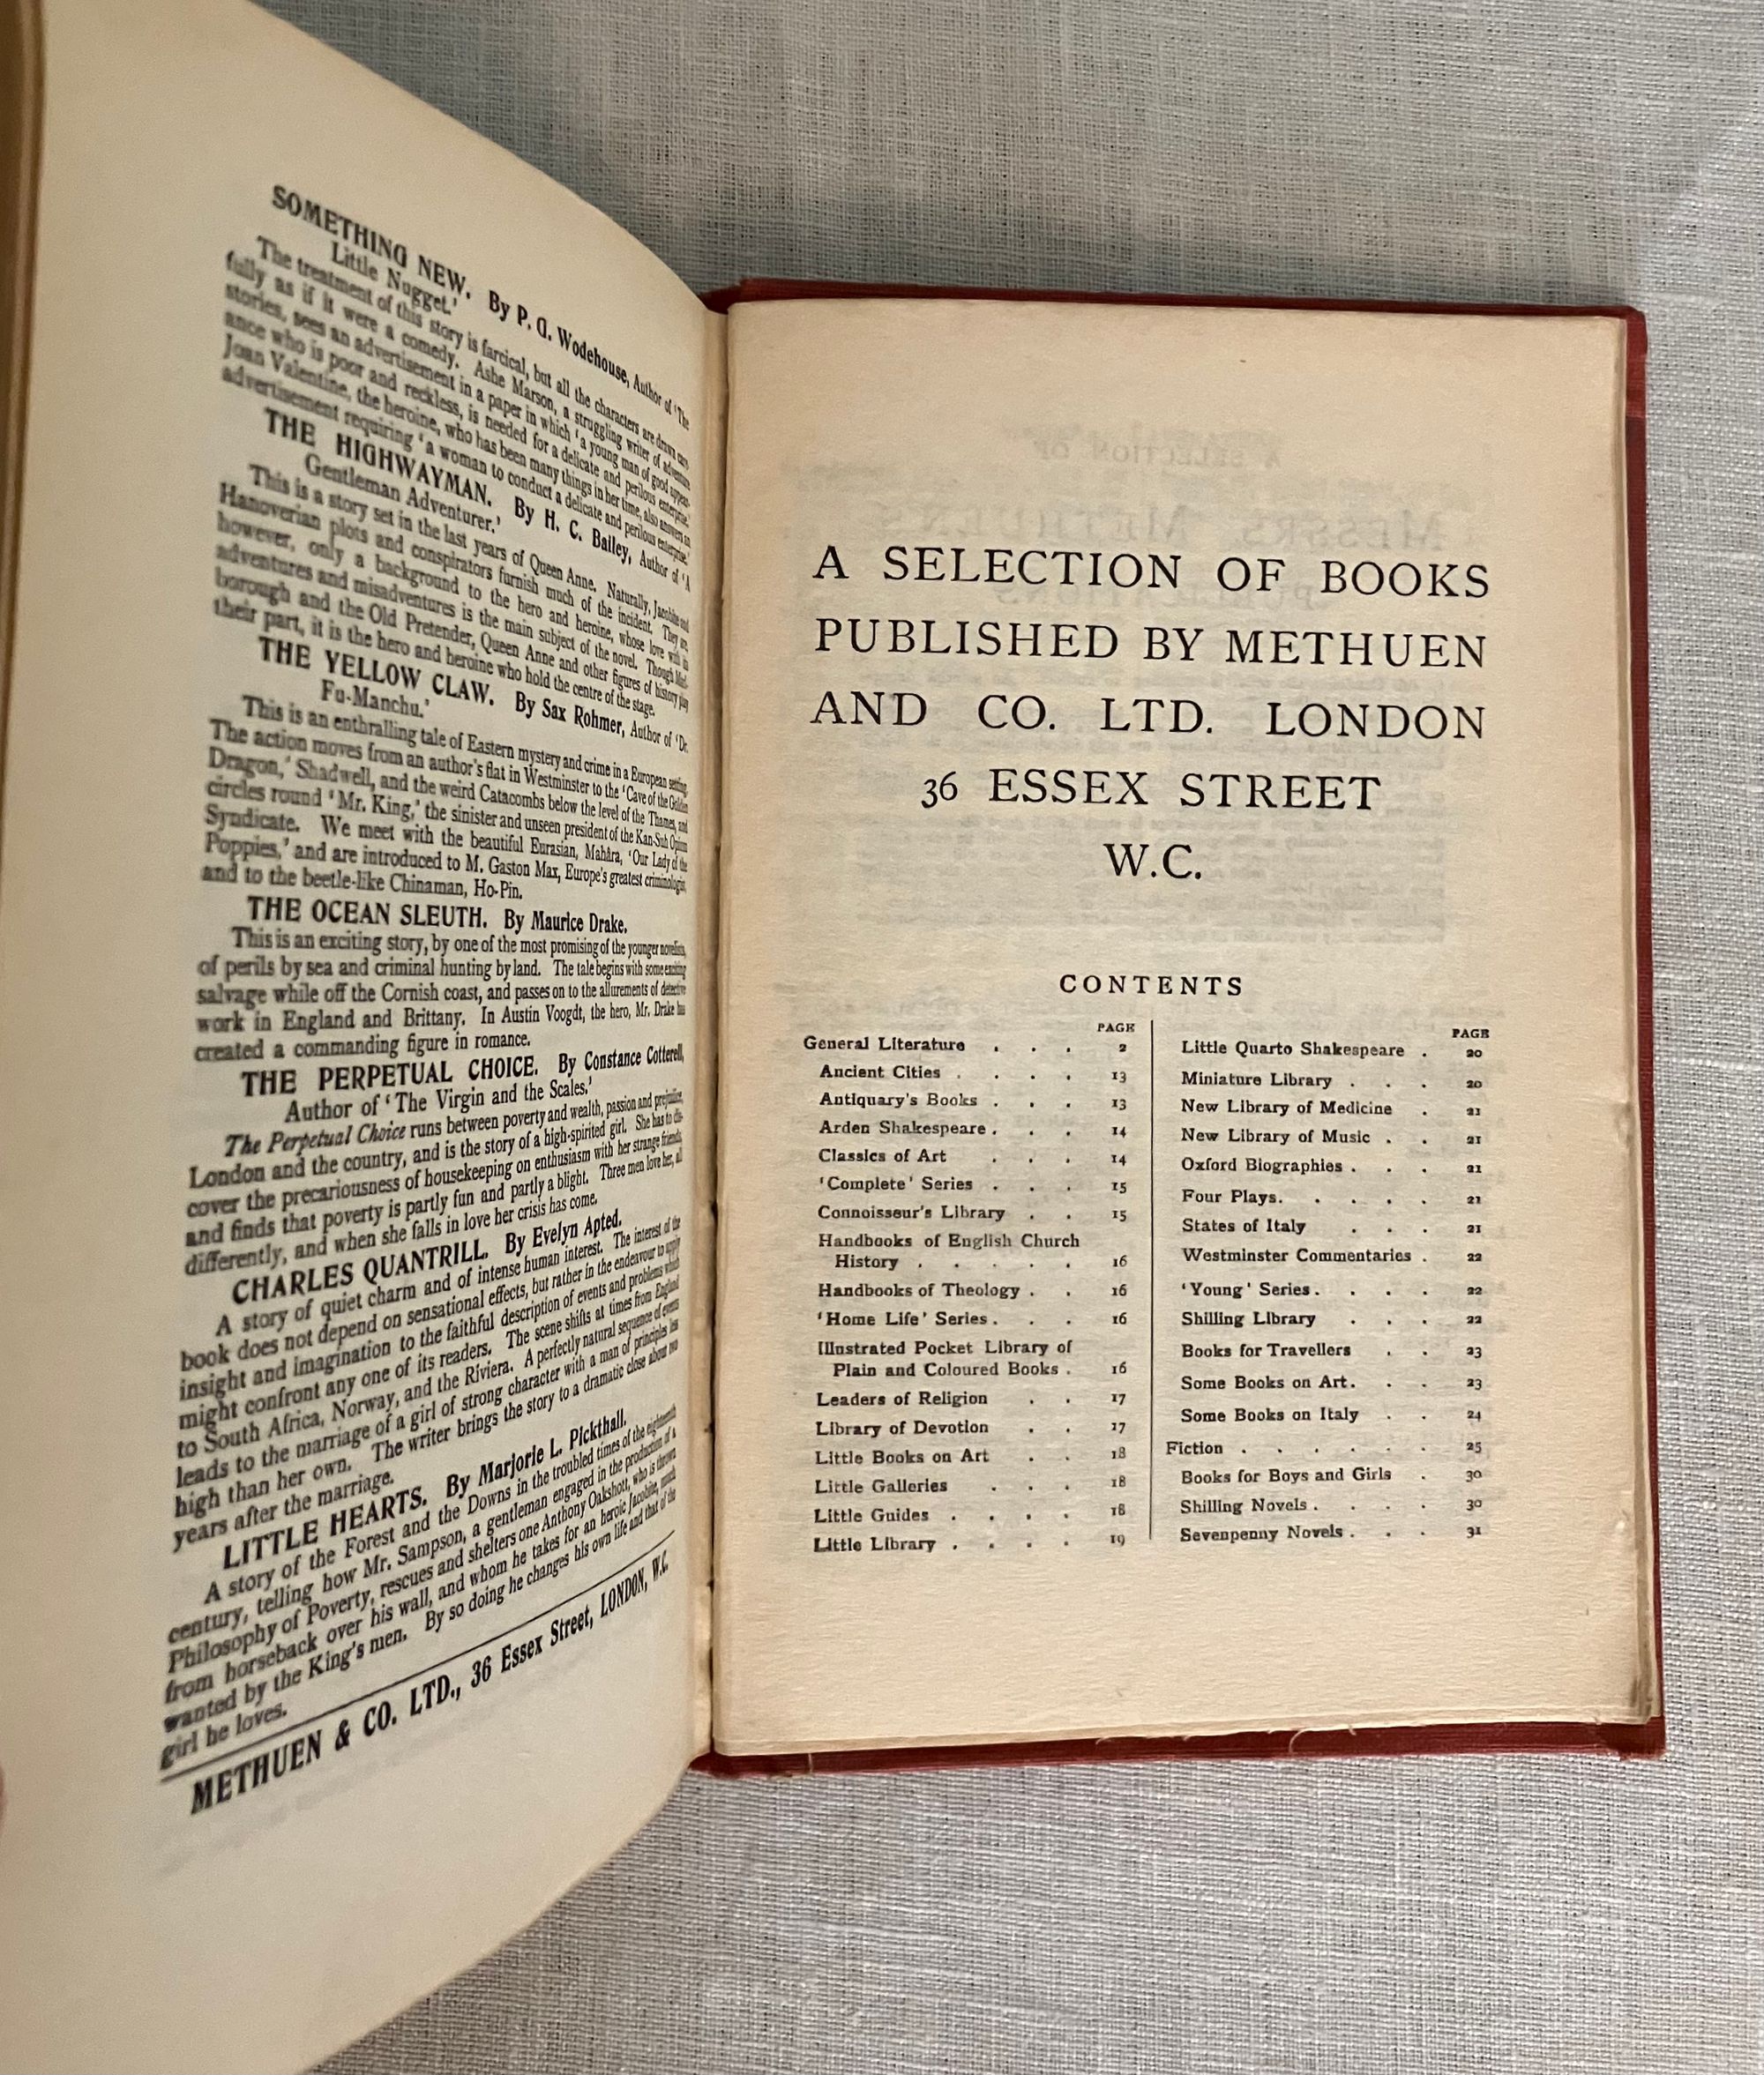 SOMETHING NEW. By P. G. Wodehouse, Author of 'The
Little Nugget.'
The treatment of this story is farcical, but all the characters are drawn care-
fully as if it were a comedy. Ashe Marson, a struggling writer of adventure
stories, sees an advertisement in a paper in which 'a young man of good appear-
ance who is poor and reckless, is needed for a delicate and perilous enterprise.'
Joan Valentine, the heroine, who has been many things in her time, also answers an
advertisement requiring 'a woman to conduct a delicate and perilous enterprise.'
THE HIGHWAYMAN. By H. C. Bailey, Author of 'A
Gentleman Adventurer.'
This is a story set in the last years of Queen Anne. Naturally, Jacobite and
Hanoverian plots and conspirators furnish much of the incident. They are,
however, only a background to the hero and heroine, whose love with its
adventures and misadventures is the main subject of the novel. Though Marl-
borough and the Old Pretender, Queen Anne and other figures of history play
their part, it is the hero and heroine who hold the centre of the stage.
THE YELLOW CLAW. By Sax Rohmer, Author of 'Dr.
Fu-Manchu.'
This is an enthralling tale of Eastern mystery and crime in a European setting.
The action moves from an author's flat in Westminster to the 'Cave of the Golden
Dragon,' Shadwell, and the weird Catacombs below the level of the Thames, and
circles round 'Mr. King,' the sinister and unseen president of the Kan-Suh Opium
Syndicate. We meet with the beautiful Eurasian, Mahâra, 'Our Lady of the
Poppies,' and are introduced to M. Gaston Max, Europe's greatest criminologist,
and to the beetle-like Chinaman, Ho-Pin.
THE OCEAN SLEUTH. By Maurice Drake.
This is an exciting story, by one of the most promising of the younger novelists,
of perils by sea and criminal hunting by land. The tale begins with some exciting
salvage while off the Cornish coast, and passes on to the allurements of detective
work in England and Brittany. In Austin Voogdt, the hero, Mr. Drake has
created a commanding figure in romance.
THE PERPETUAL CHOICE. By Constance Cotterell,
Author of 'The Virgin and the Scales.'
The Perpetual Choice runs between poverty and wealth, passion and prejudice,
London and the country, and is the story of a high-spirited girl. She has to dis-
cover the precariousness of housekeeping on enthusiasm with her strange friends,
and finds that poverty is partly fun and partly a blight. Three men love her, all
differently, and when she falls in love her crisis has come.
CHARLES QUANTRILL. By Evelyn Apted.
A story of quiet charm and of intense human interest. The interest of the
book does not depend on sensational effects, but rather in the endeavour to apply
insight and imagination to the faithful description of events and problems which
might confront any one of its readers. The scene shifts at times from England
to South Africa, Norway, and the Riviera. A perfectly natural sequence of events
leads to the marriage of a girl of strong character with a man of principles less
high than her own. The writer brings the story to a dramatic close about two
years after the marriage.
LITTLE HEARTS. By Marjorie L. Pickthall.
A story of the Forest and the Downs in the troubled times of the eighteenth
century, telling how Mr. Sampson, a gentleman engaged in the production of a
Philosophy of Poverty, rescues and shelters one Anthony Oakshott, who is thrown
from horseback over his wall, and whom he takes for an heroic Jacobite, much
wanted by the King's men. By so doing he changes his own life and that of the
girl he loves.
METHUEN & CO. LTD., 36 Essex Street, LONDON, W.C.
A SELECTION OF BOOKS
PUBLISHED BY METHUEN
AND CO. LTD. LONDON
36 ESSEX STREET
W.C.
CONTENTS
PAGE
General Literature . . . 2
Ancient Cities . . . . 13
Antiquary's Books . . . 13
Arden Shakespeare . . . 14
Classics of Art . . . 14
'Complete' Series . . . 15
Connoisseur's Library . . 15
Handbooks of English Church
History . . . . . 16
Handbooks of Theology . . 16
'Home Life' Series . . . 16
Illustrated Pocket Library of
Plain and Coloured Books . 16
Leaders of Religion . . 17
Library of Devotion . . 17
Little Books on Art . . 18
Little Galleries . . . 18
Little Guides . . . . 18
Little Library . . . . 19
PAGE
Little Quarto Shakespeare . 20
Miniature Library . . . 20
New Library of Medicine . 21
New Library of Music . . 21
Oxford Biographies . . . 21
Four Plays. . . . . 21
States of Italy . . . 21
Westminster Commentaries . 22
'Young' Series . . . . 22
Shilling Library . . . 22
Books for Travellers . . 23
Some Books on Art. . . 23
Some Books on Italy . . 24
Fiction . . . . . . 25
Books for Boys and Girls . 30
Shilling Novels . . . . 30
Sevenpenny Novels . . . 31